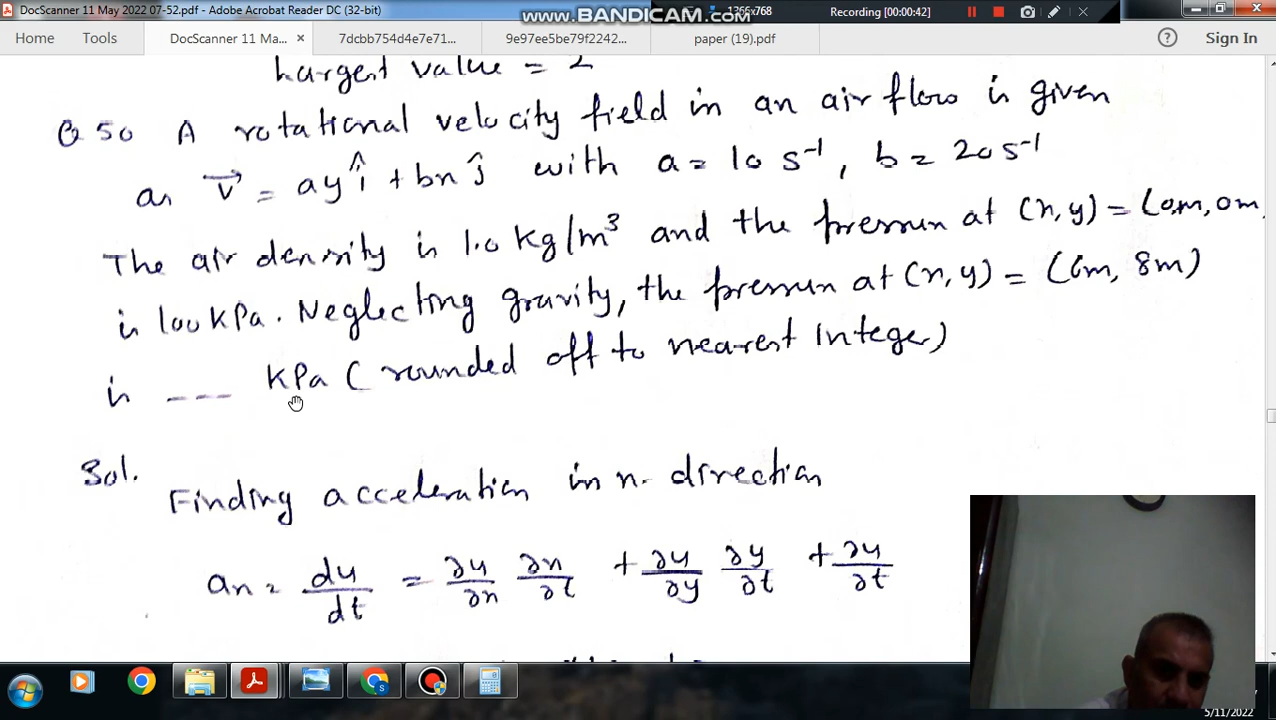 DocScanner 11 May 2022 07-52.pdf - Adobe Acrobat Reader DC (32-bit)
www.BANDICAM.com
1366x768
Recording [00:00:42]
Home
Tools
DocScanner 11 Ma... ×
7dcbb754d4e7e71...
9e97ee5be79f2242...
paper (19).pdf
Sign In
Largest value = 2
Q 50 A rotational velocity field in an air flow is given
as v⃗ = ay î + bx ĵ with a = 10 s⁻¹, b = 20 s⁻¹
The air density is 1.0 kg/m³ and the pressure at (x, y) = (0m, 0m
is 100 kPa. Neglecting gravity, the pressure at (x, y) = (6m, 8m)
is --- kPa ( rounded off to nearest Integer)
Sol.
Finding acceleration in x- direction
ax = du/dt = ∂u/∂x ∂x/∂t + ∂u/∂y ∂y/∂t + ∂u/∂t
5/11/2022